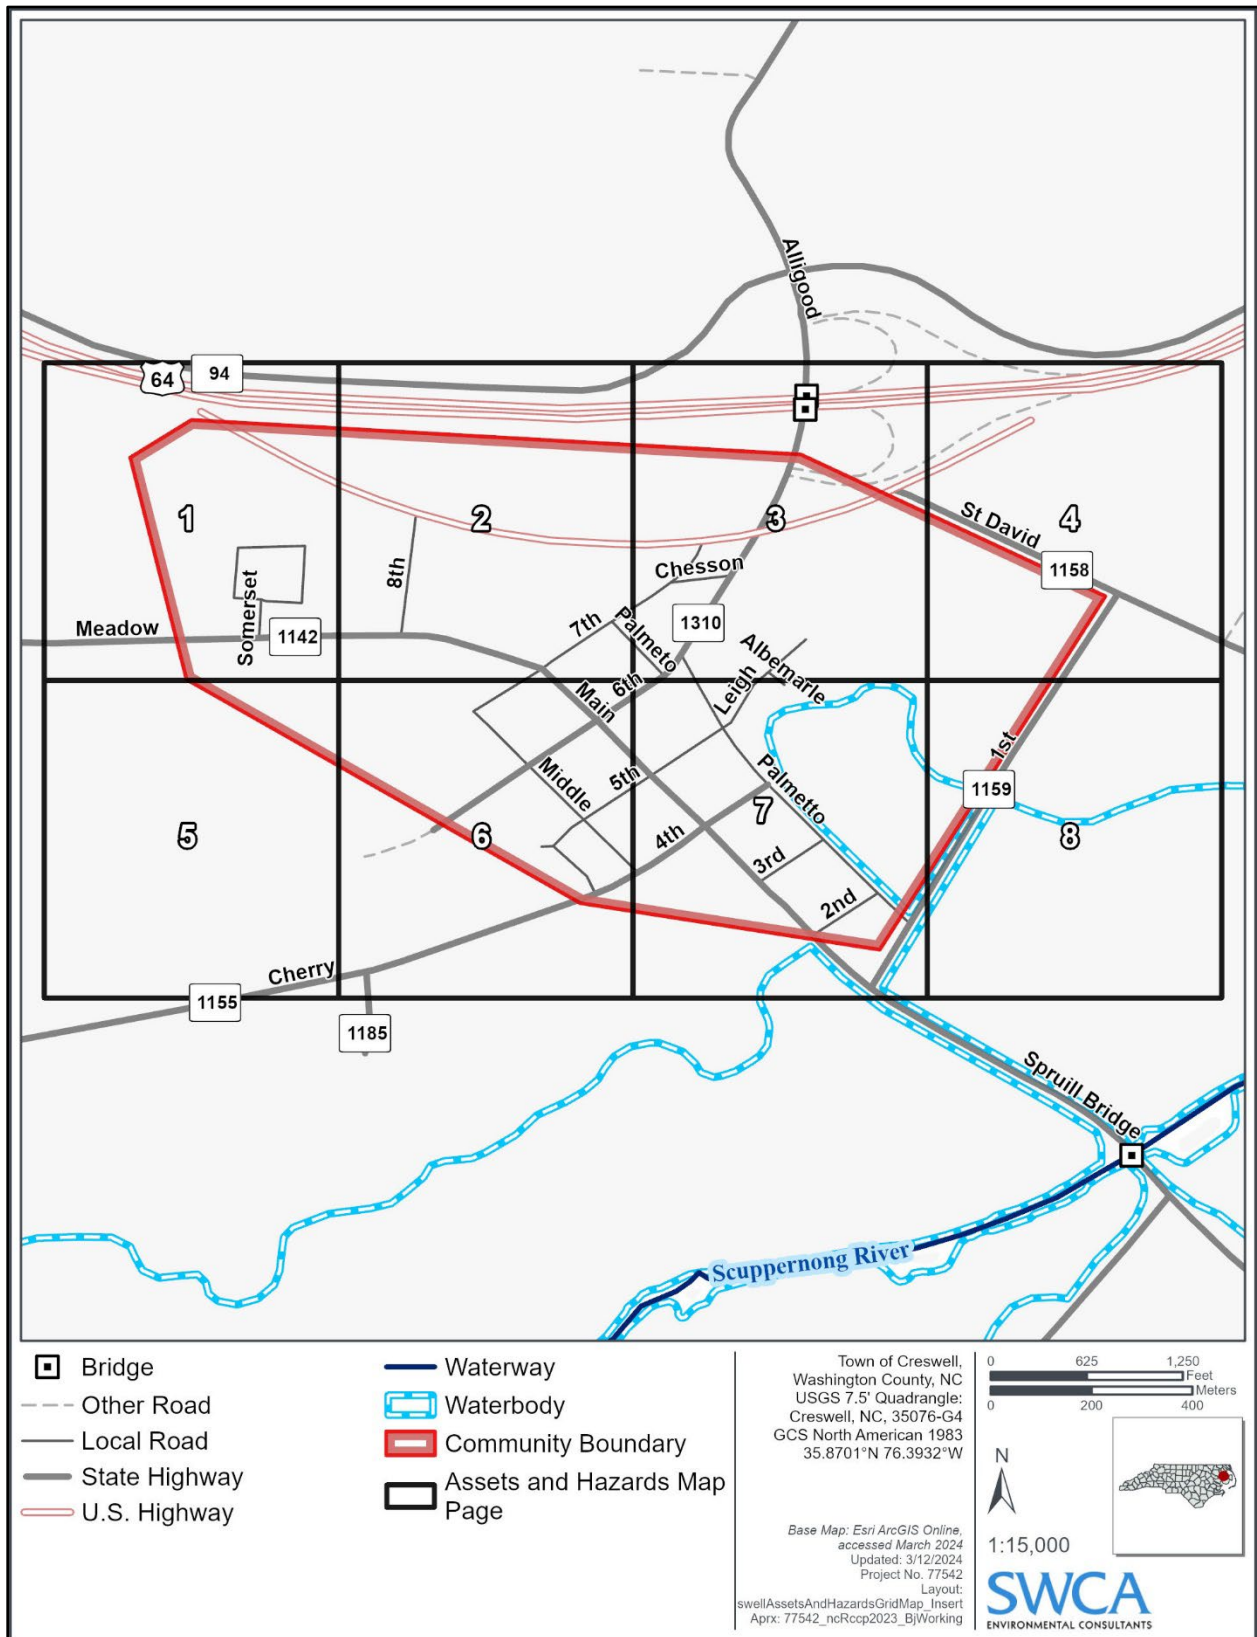 Alligood
64
94
1
2
3
4
St David
1158
Chesson
8th
Somerset
Meadow
1142
7th
Palmeto
1310
Albemarle
Leigh
6th
Main
1st
1159
Middle
5th
Palmetto
5
6
7
8
4th
3rd
2nd
Cherry
1155
1185
Spruill Bridge
Scuppernong River
Bridge
Other Road
Local Road
State Highway
U.S. Highway
Waterway
Waterbody
Community Boundary
Assets and Hazards Map
Page
Town of Creswell,
Washington County, NC
USGS 7.5' Quadrangle:
Creswell, NC, 35076-G4
GCS North American 1983
35.8701°N 76.3932°W
Base Map: Esri ArcGIS Online,
accessed March 2024
Updated: 3/12/2024
Project No. 77542
Layout:
swellAssetsAndHazardsGridMap_Insert
Aprx: 77542_ncRccp2023_BjWorking
0 625 1,250
Feet
Meters
0 200 400
N
1:15,000
SWCA
ENVIRONMENTAL CONSULTANTS